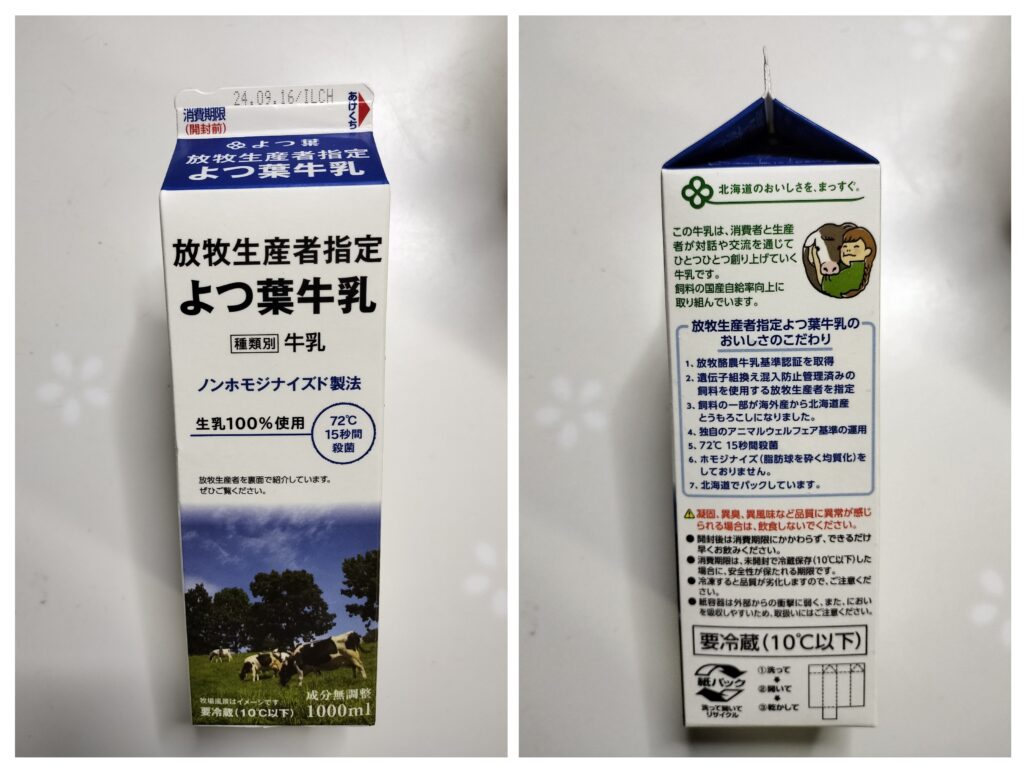 24.09.16/ILCH
消費期限
(開封前)
あけくち
よつ葉
放牧生産者指定
よつ葉牛乳
放牧生産者指定
よつ葉牛乳
種類別 牛乳
ノンホモジナイズド製法
生乳100%使用
72℃
15秒間
殺菌
放牧生産者を裏面で紹介しています。
ぜひご覧ください。
牧場風景はイメージです
要冷蔵(10℃以下)
成分無調整
1000ml
北海道のおいしさを、まっすぐ。
この牛乳は、消費者と生産
者が対話や交流を通じて
ひとつひとつ創り上げていく
牛乳です。
飼料の国産自給率向上に
取り組んでいます。
放牧生産者指定よつ葉牛乳の
おいしさのこだわり
1、放牧酪農牛乳基準認証を取得
2、遺伝子組換え混入防止管理済みの
飼料を使用する放牧生産者を指定
3、飼料の一部が海外産から北海道産
とうもろこしになりました。
4、独自のアニマルウェルフェア基準の運用
5、72℃ 15秒間殺菌
6、ホモジナイズ(脂肪球を砕く均質化)を
しておりません。
7、北海道でパックしています。
⚠凝固、異臭、異風味など品質に異常が感じ
られる場合は、飲食しないでください。
●開封後は消費期限にかかわらず、できるだけ
早くお飲みください。
●消費期限は、未開封で冷蔵保存(10℃以下)した
場合に、安全性が保たれる期限です。
●冷凍すると品質が劣化しますので、ご注意くだ
さい。
●紙容器は外部からの衝撃に弱く、また、におい
を吸収しやすいため、取扱いにはご注意ください。
要冷蔵(10℃以下)
紙パック
洗って開いて
リサイクル
①洗って
②開いて
③乾かして